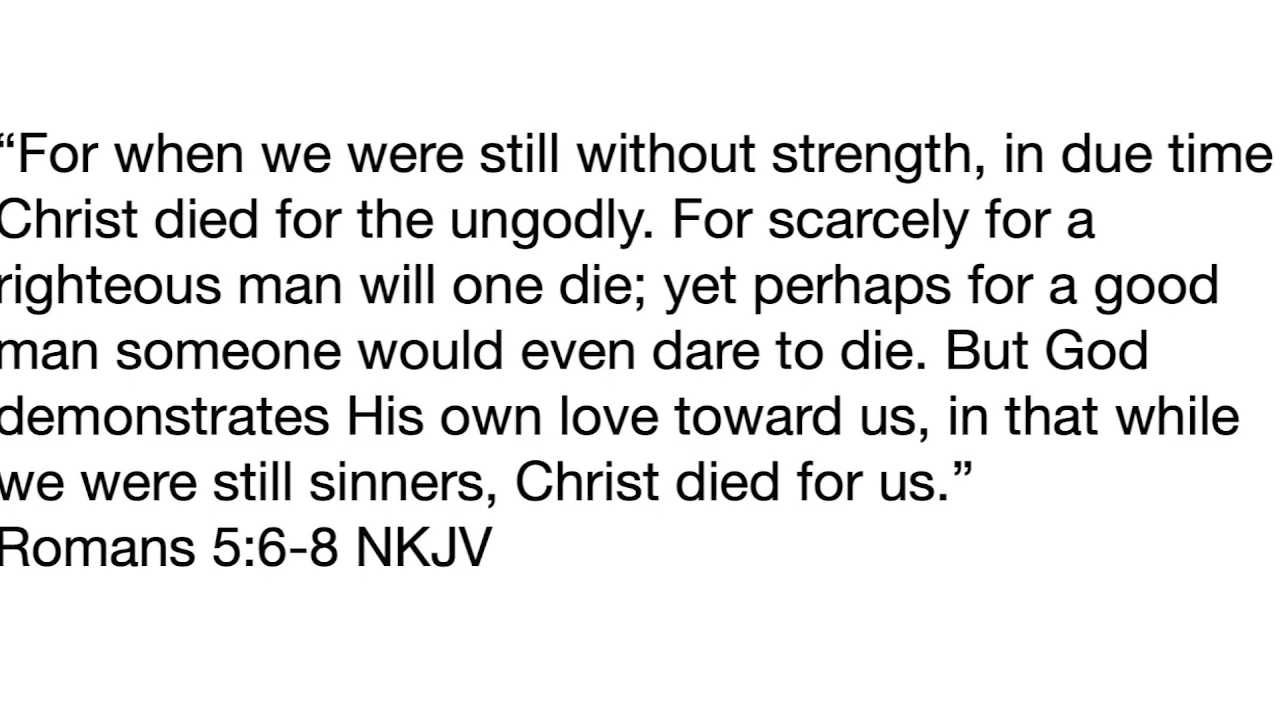 “For when we were still without strength, in due time
Christ died for the ungodly. For scarcely for a
righteous man will one die; yet perhaps for a good
man someone would even dare to die. But God
demonstrates His own love toward us, in that while
we were still sinners, Christ died for us.”
Romans 5:6-8 NKJV